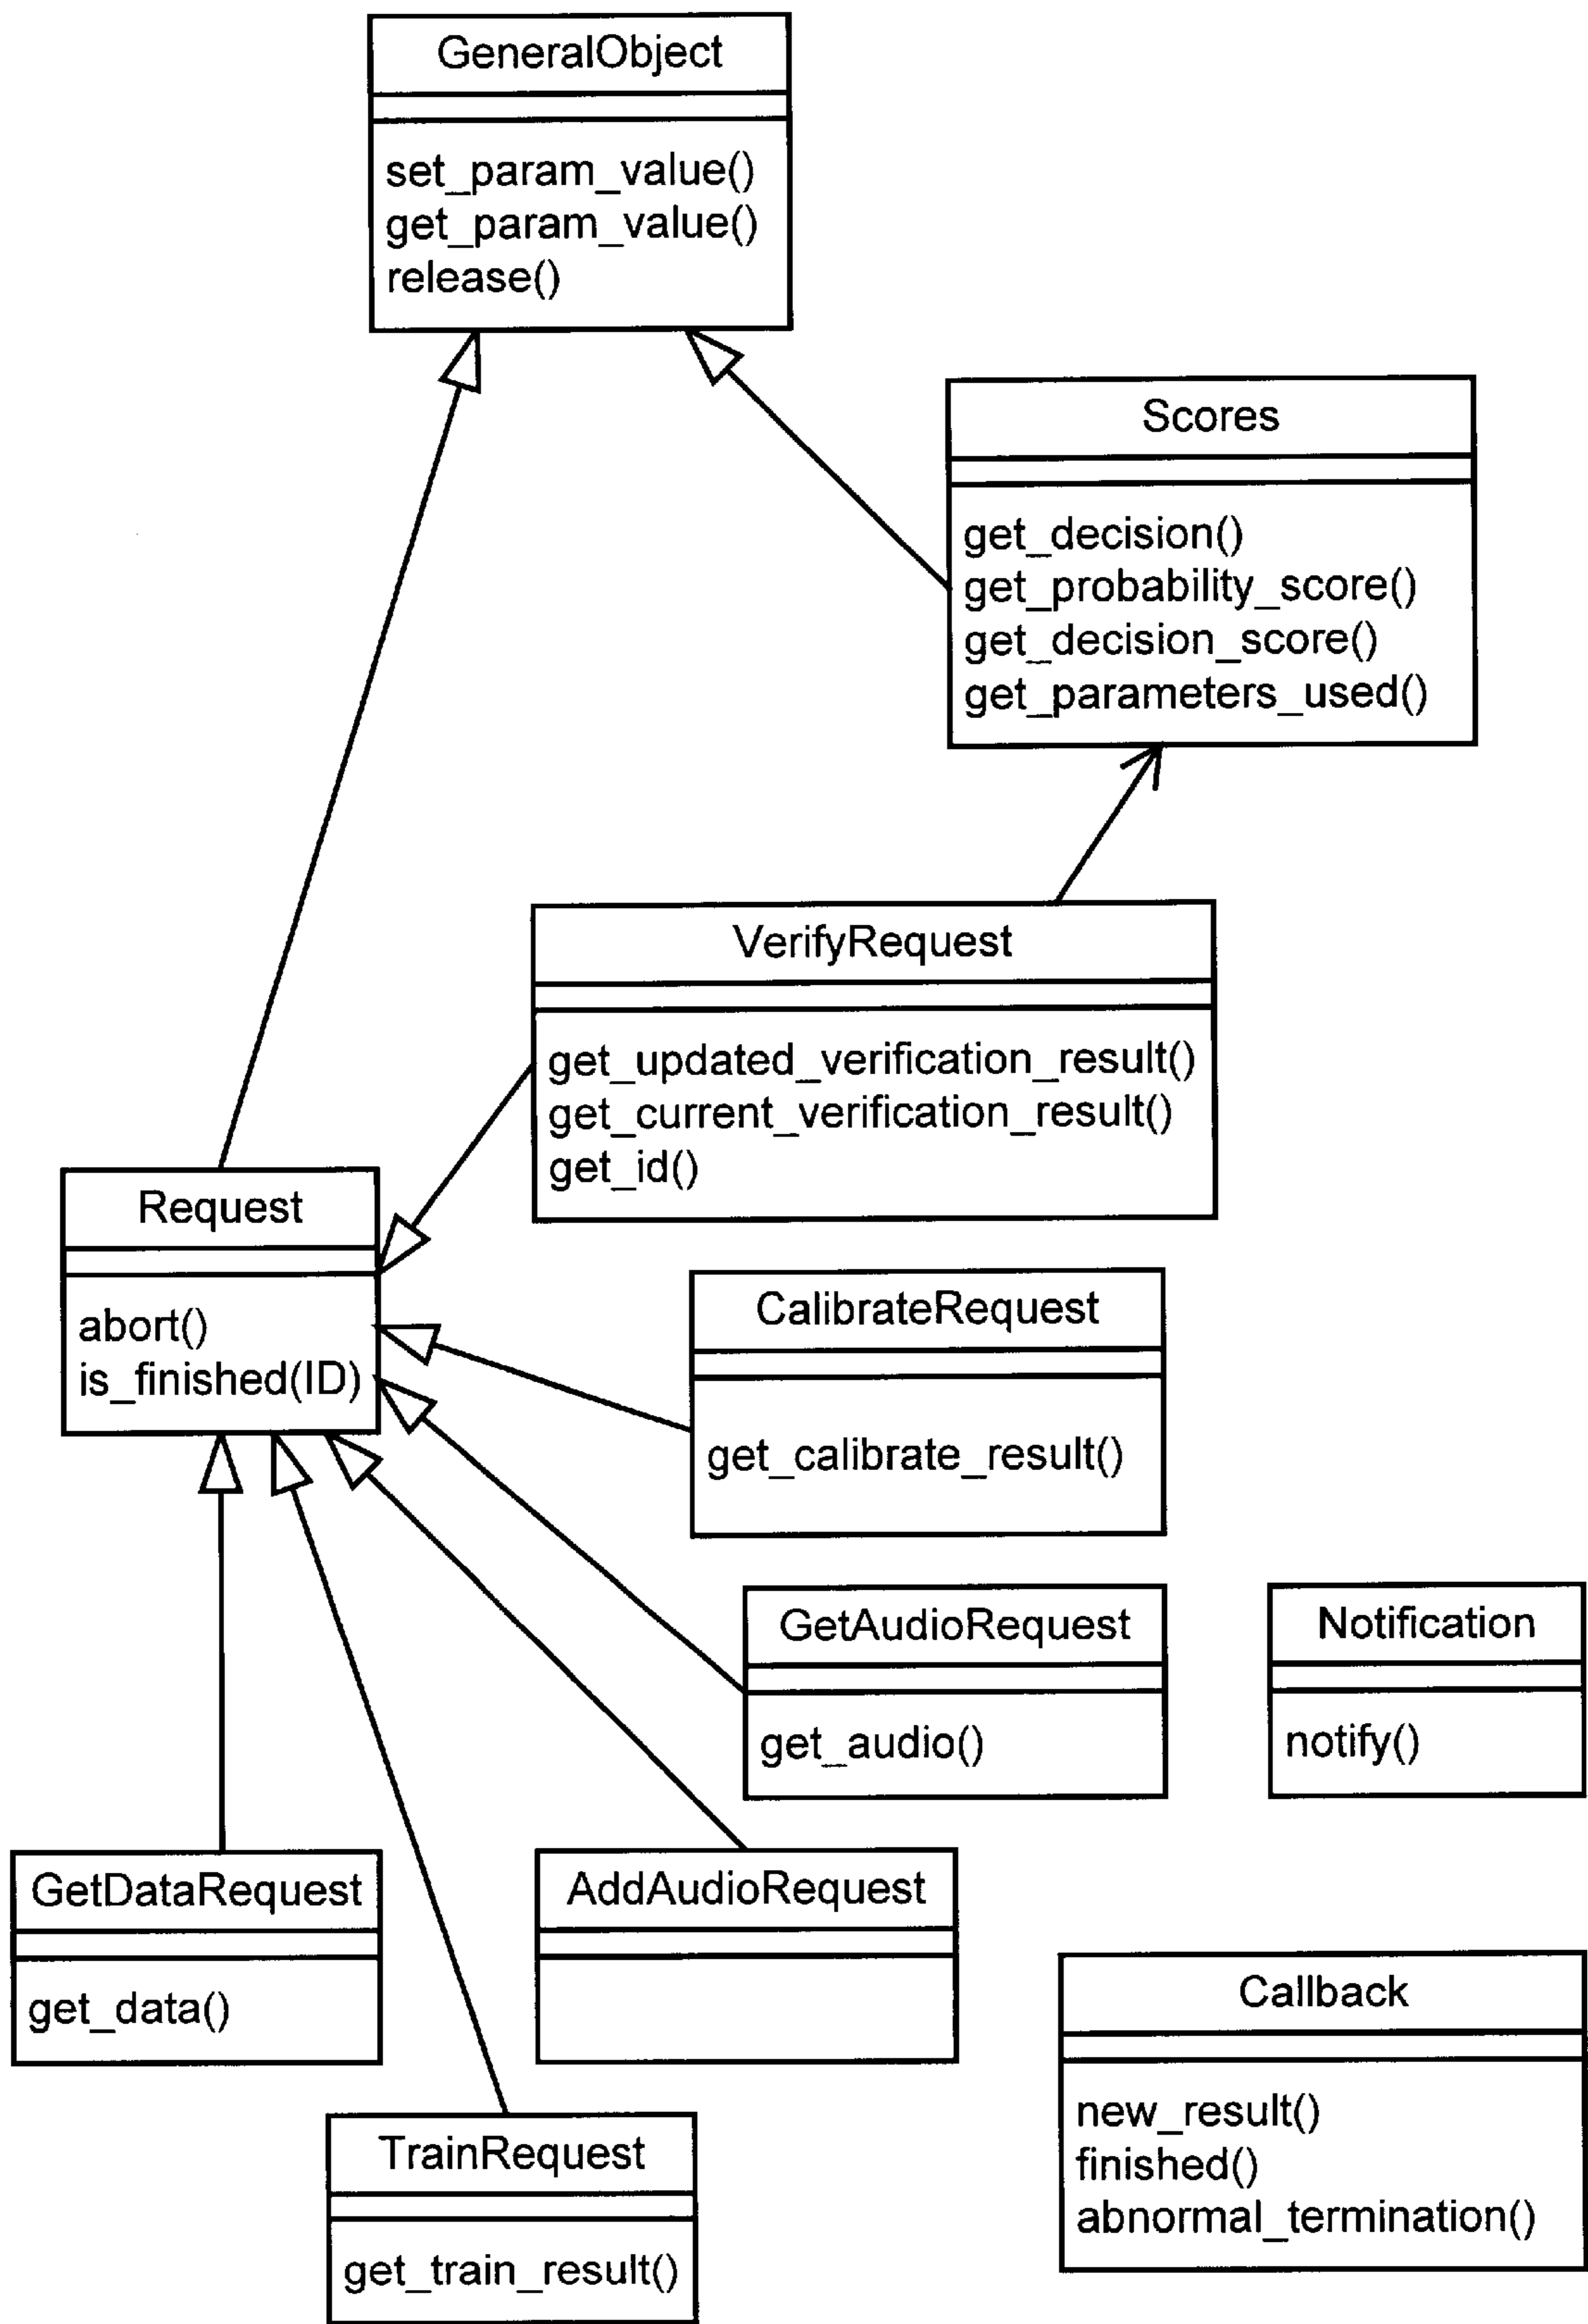 GeneralObject
set_param_value()
get_param_value()
release()
Scores
get_decision()
get_probability_score()
get_decision_score()
get_parameters_used()
VerifyRequest
get_updated_verification_result()
get_current_verification_result()
get_id()
Request
abort()
is_finished(ID)
CalibrateRequest
get_calibrate_result()
GetAudioRequest
get_audio()
Notification
notify()
GetDataRequest
get_data()
AddAudioRequest
Callback
new_result()
finished()
abnormal_termination()
TrainRequest
get_train_result()